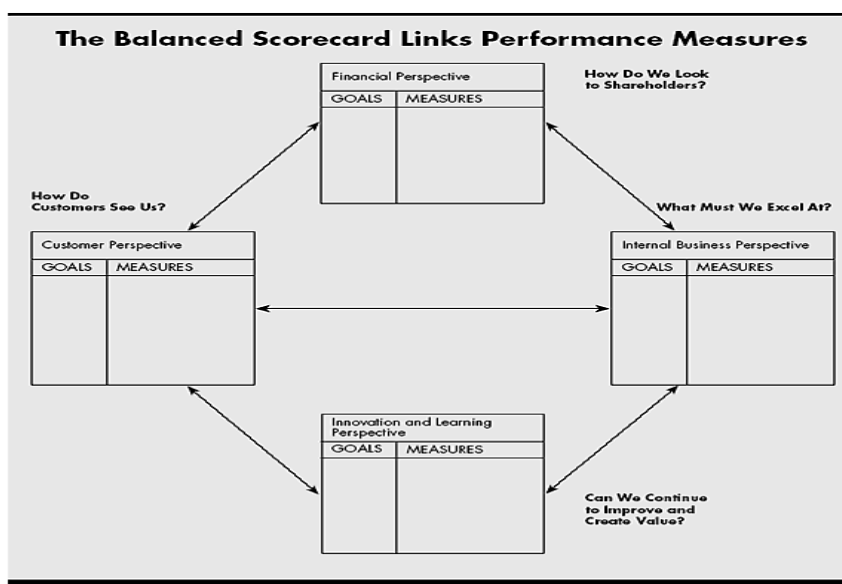 The Balanced Scorecard Links Performance Measures
Financial Perspective
GOALS MEASURES
How Do We Look
to Shareholders?
How Do
Customers See Us?
Customer Perspective
GOALS MEASURES
What Must We Excel At?
Internal Business Perspective
GOALS MEASURES
Innovation and Learning
Perspective
GOALS MEASURES
Can We Continue
to Improve and
Create Value?